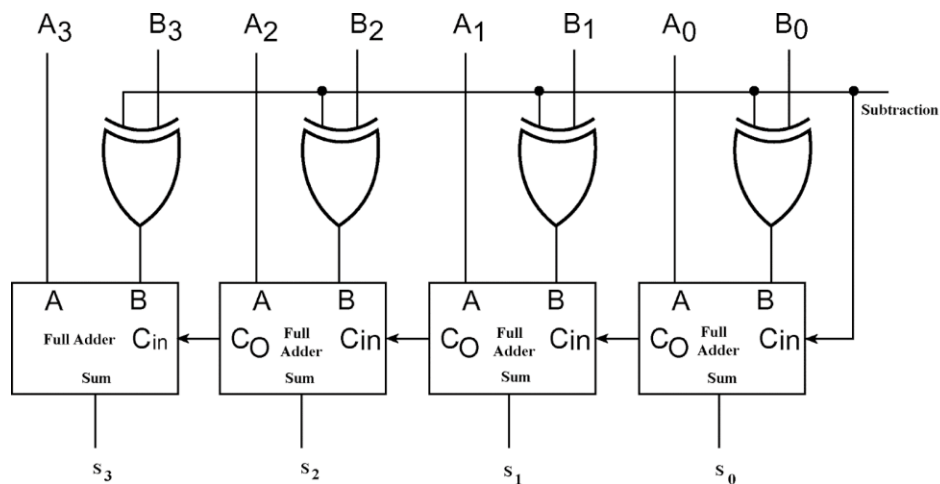 A3 B3 A2 B2 A1 B1 A0 B0
Subtraction
A B A B A B A B
Full Adder Cin CO Full Adder Cin CO Full Adder Cin CO Full Adder Cin
Sum Sum Sum Sum
S3 S2 S1 S0